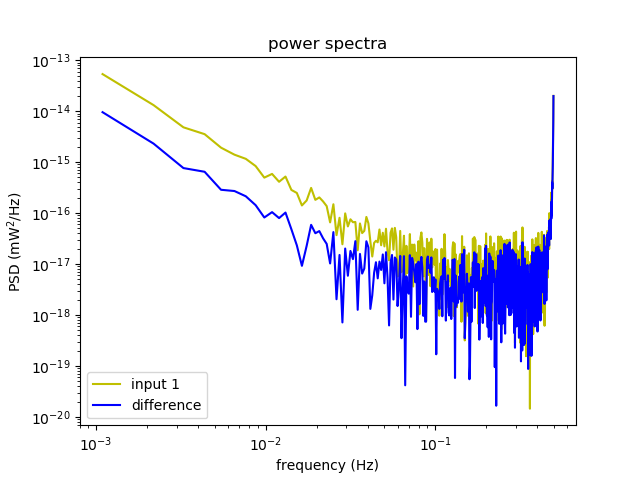 power spectra
PSD (mW²/Hz)
10⁻¹³
10⁻¹⁴
10⁻¹⁵
10⁻¹⁶
10⁻¹⁷
10⁻¹⁸
10⁻¹⁹
10⁻²⁰
input 1
difference
10⁻³ 10⁻² 10⁻¹
frequency (Hz)